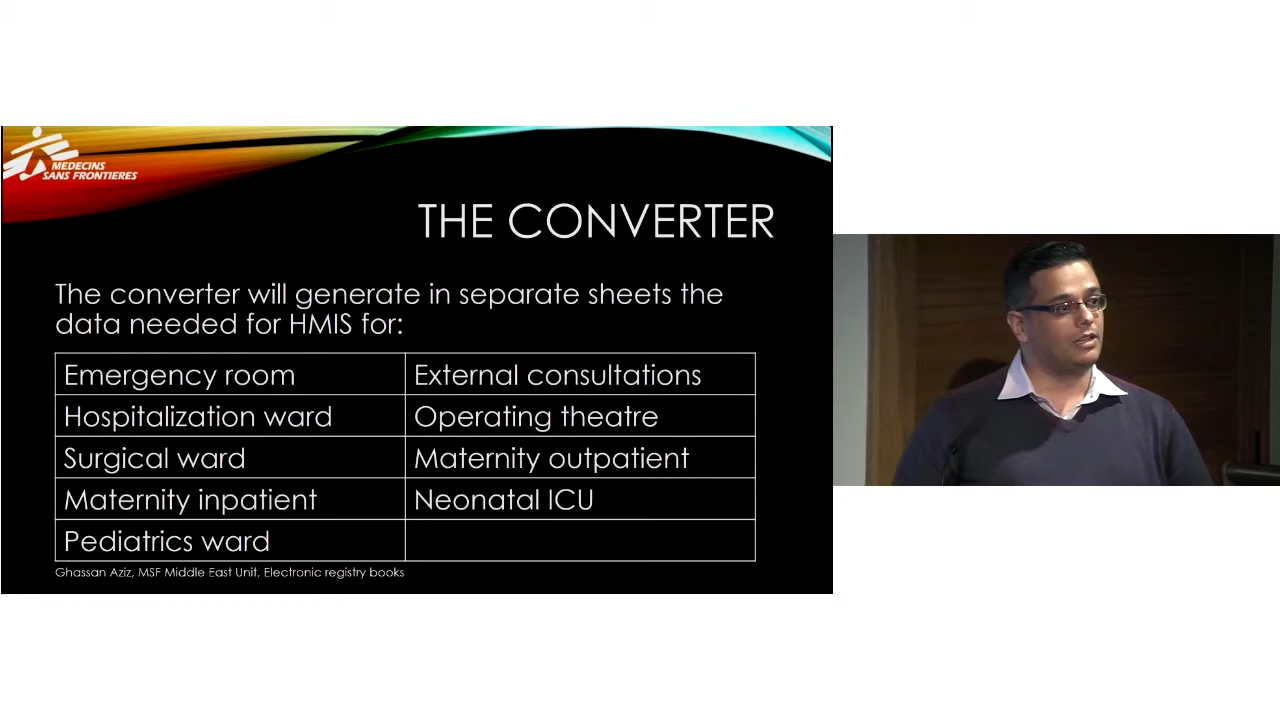 MEDECINS
SANS FRONTIERES
THE CONVERTER
The converter will generate in separate sheets the
data needed for HMIS for:
Emergency room
External consultations
Hospitalization ward
Operating theatre
Surgical ward
Maternity outpatient
Maternity inpatient
Neonatal ICU
Pediatrics ward
Ghassan Aziz, MSF Middle East Unit, Electronic registry books